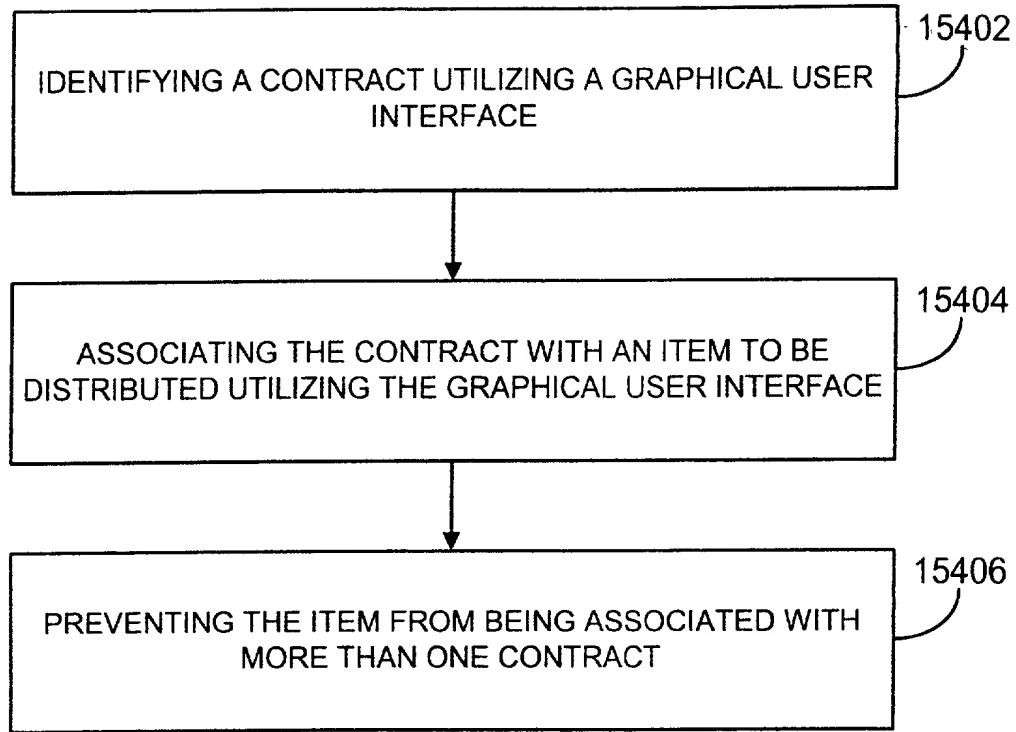 15402
IDENTIFYING A CONTRACT UTILIZING A GRAPHICAL USER
INTERFACE
15404
ASSOCIATING THE CONTRACT WITH AN ITEM TO BE
DISTRIBUTED UTILIZING THE GRAPHICAL USER INTERFACE
15406
PREVENTING THE ITEM FROM BEING ASSOCIATED WITH
MORE THAN ONE CONTRACT